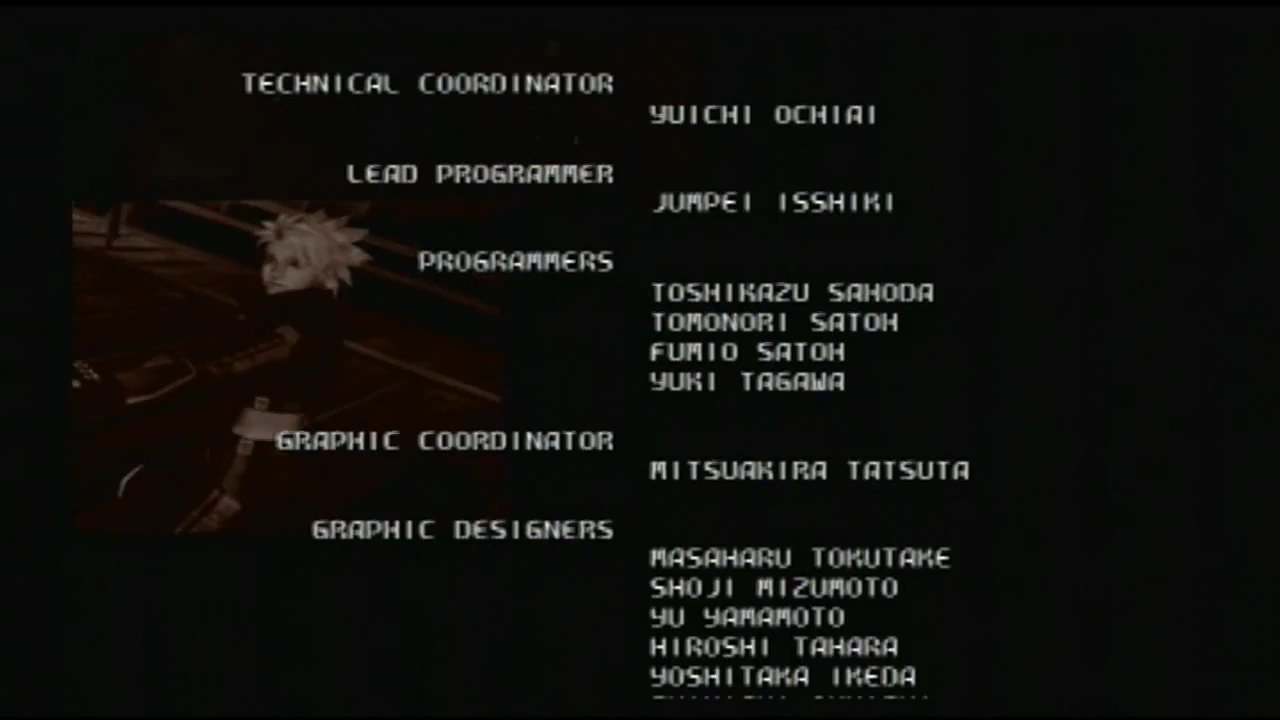 TECHNICAL COORDINATOR
YUICHI OCHIAI
LEAD PROGRAMMER
JUMPEI ISSHIKI
PROGRAMMERS
TOSHIKAZU SAHODA
TOMONORI SATOH
FUMIO SATOH
YUKI TAGAWA
GRAPHIC COORDINATOR
MITSUAKIRA TATSUTA
GRAPHIC DESIGNERS
MASAHARU TOKUTAKE
SHOJI MIZUMOTO
YU YAMAMOTO
HIROSHI TAHARA
YOSHITAKA IKEDA